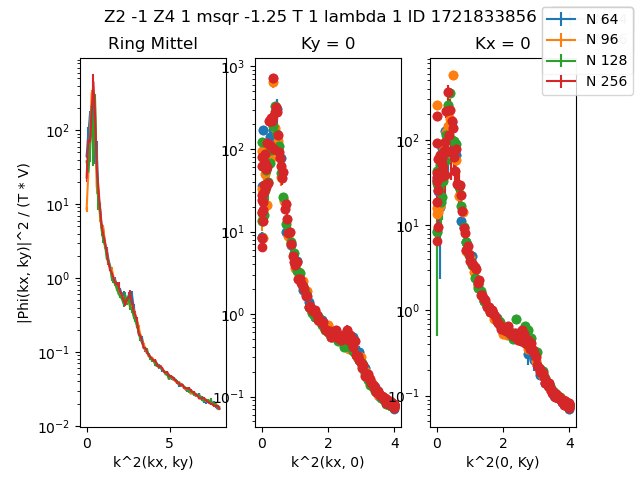 Z2 -1 Z4 1 msqr -1.25 T 1 lambda 1 ID 1721833856
N 64
N 96
N 128
N 256
Ring Mittel
Ky = 0
Kx = 0
|Phi(kx, ky)|^2 / (T * V)
10^2
10^1
10^0
10^-1
10^-2
0
5
k^2(kx, ky)
10^3
10^2
10^1
10^0
10^-1
0
2
4
k^2(kx, 0)
10^2
10^1
10^0
10^-1
0
2
4
k^2(0, Ky)